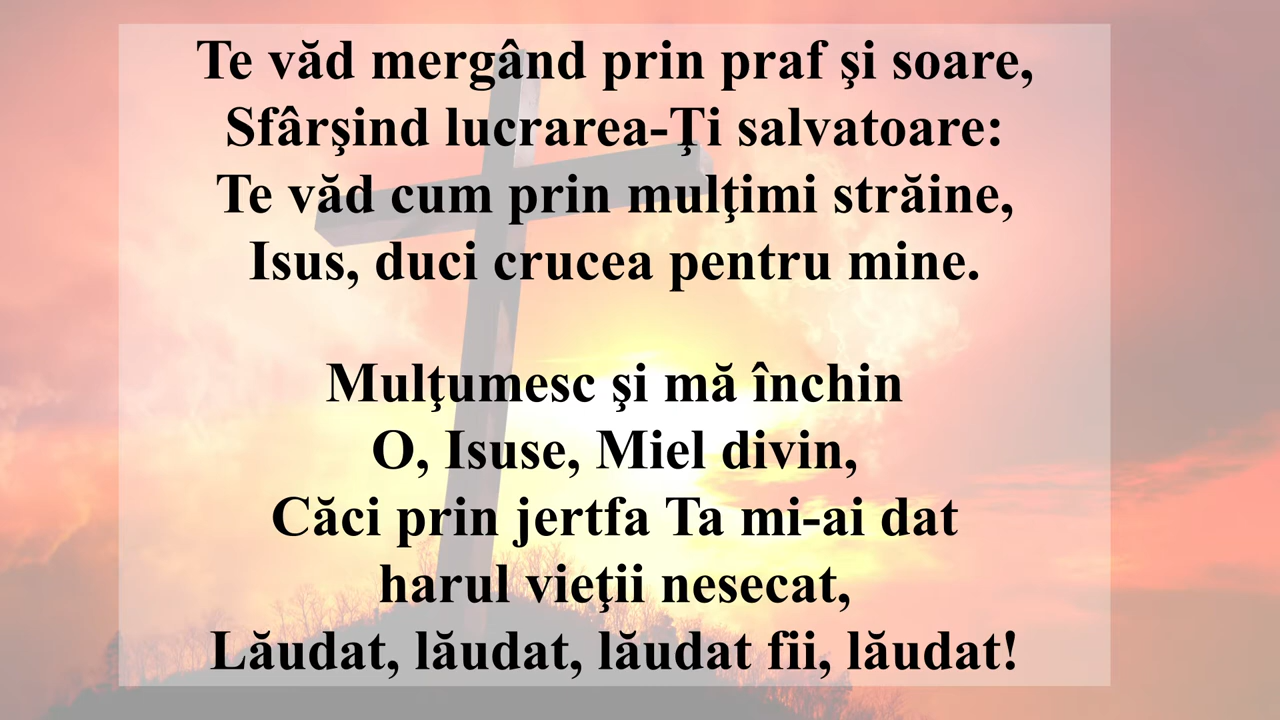 Te văd mergând prin praf şi soare,
Sfârşind lucrarea-Ţi salvatoare:
Te văd cum prin mulţimi străine,
Isus, duci crucea pentru mine.
Mulţumesc şi mă închin
O, Isuse, Miel divin,
Căci prin jertfa Ta mi-ai dat
harul vieţii nesecat,
Lăudat, lăudat, lăudat fii, lăudat!